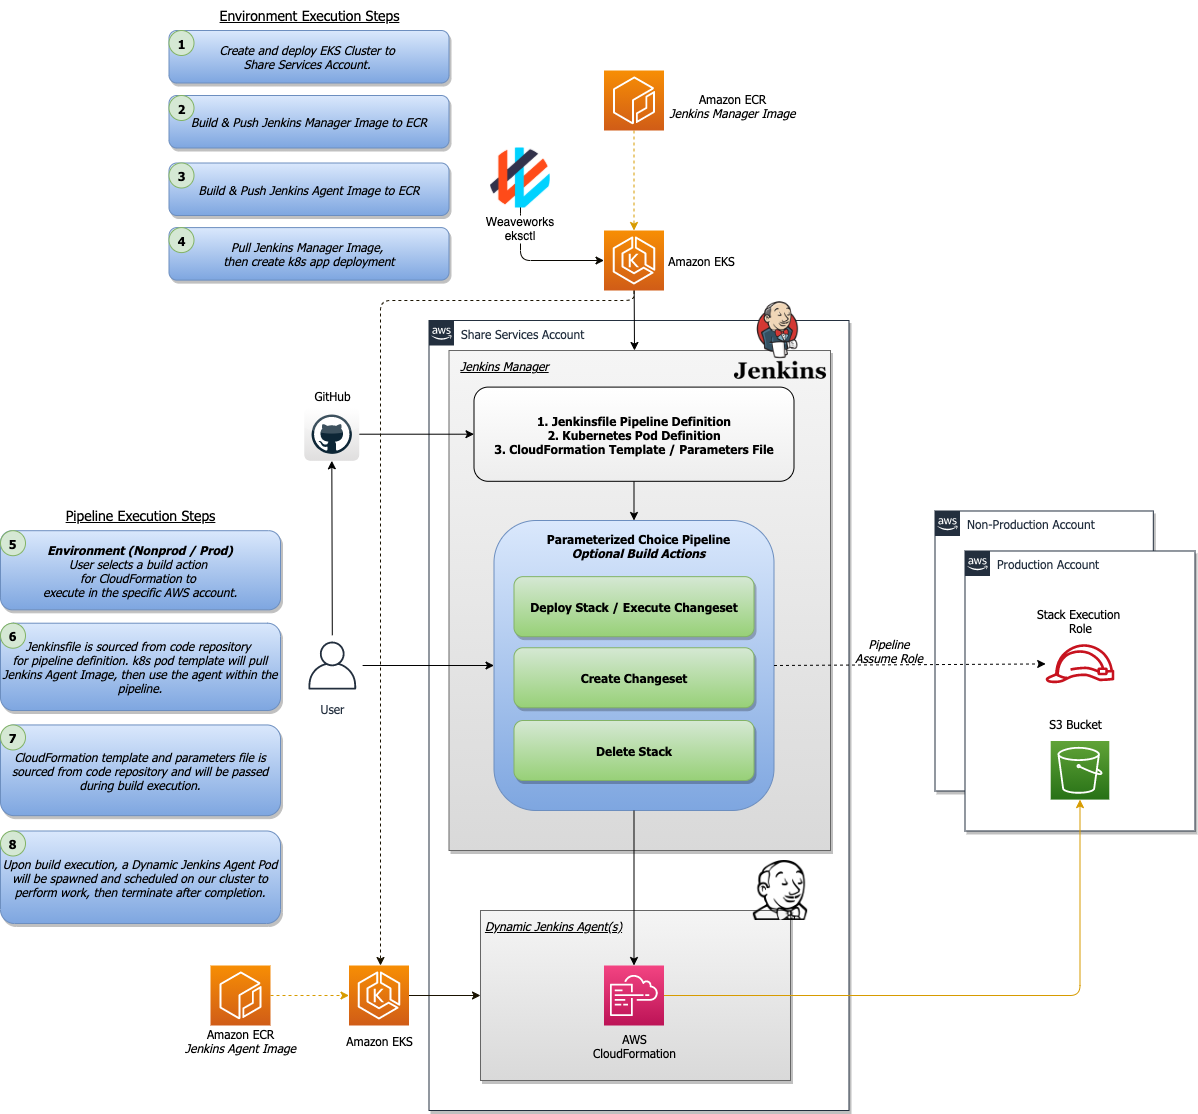 Environment Execution Steps
1
Create and deploy EKS Cluster to
Share Services Account.
2
Build & Push Jenkins Manager Image to ECR
3
Build & Push Jenkins Agent Image to ECR
4
Pull Jenkins Manager Image,
then create k8s app deployment
Amazon ECR
Jenkins Manager Image
Weaveworks
eksctl
Amazon EKS
aws
Share Services Account
Jenkins
Jenkins Manager
GitHub
1. Jenkinsfile Pipeline Definition
2. Kubernetes Pod Definition
3. CloudFormation Template / Parameters File
Pipeline Execution Steps
5
Environment (Nonprod / Prod)
User selects a build action
for CloudFormation to
execute in the specific AWS account.
6
Jenkinsfile is sourced from code repository
for pipeline definition. k8s pod template will pull
Jenkins Agent Image, then use the agent within the
pipeline.
7
CloudFormation template and parameters file is
sourced from code repository and will be passed
during build execution.
8
Upon build execution, a Dynamic Jenkins Agent Pod
will be spawned and scheduled on our cluster to
perform work, then terminate after completion.
User
Parameterized Choice Pipeline
Optional Build Actions
Deploy Stack / Execute Changeset
Create Changeset
Delete Stack
Pipeline
Assume Role
aws
Non-Production Account
aws
Production Account
Stack Execution
Role
S3 Bucket
Dynamic Jenkins Agent(s)
Amazon ECR
Jenkins Agent Image
Amazon EKS
AWS
CloudFormation